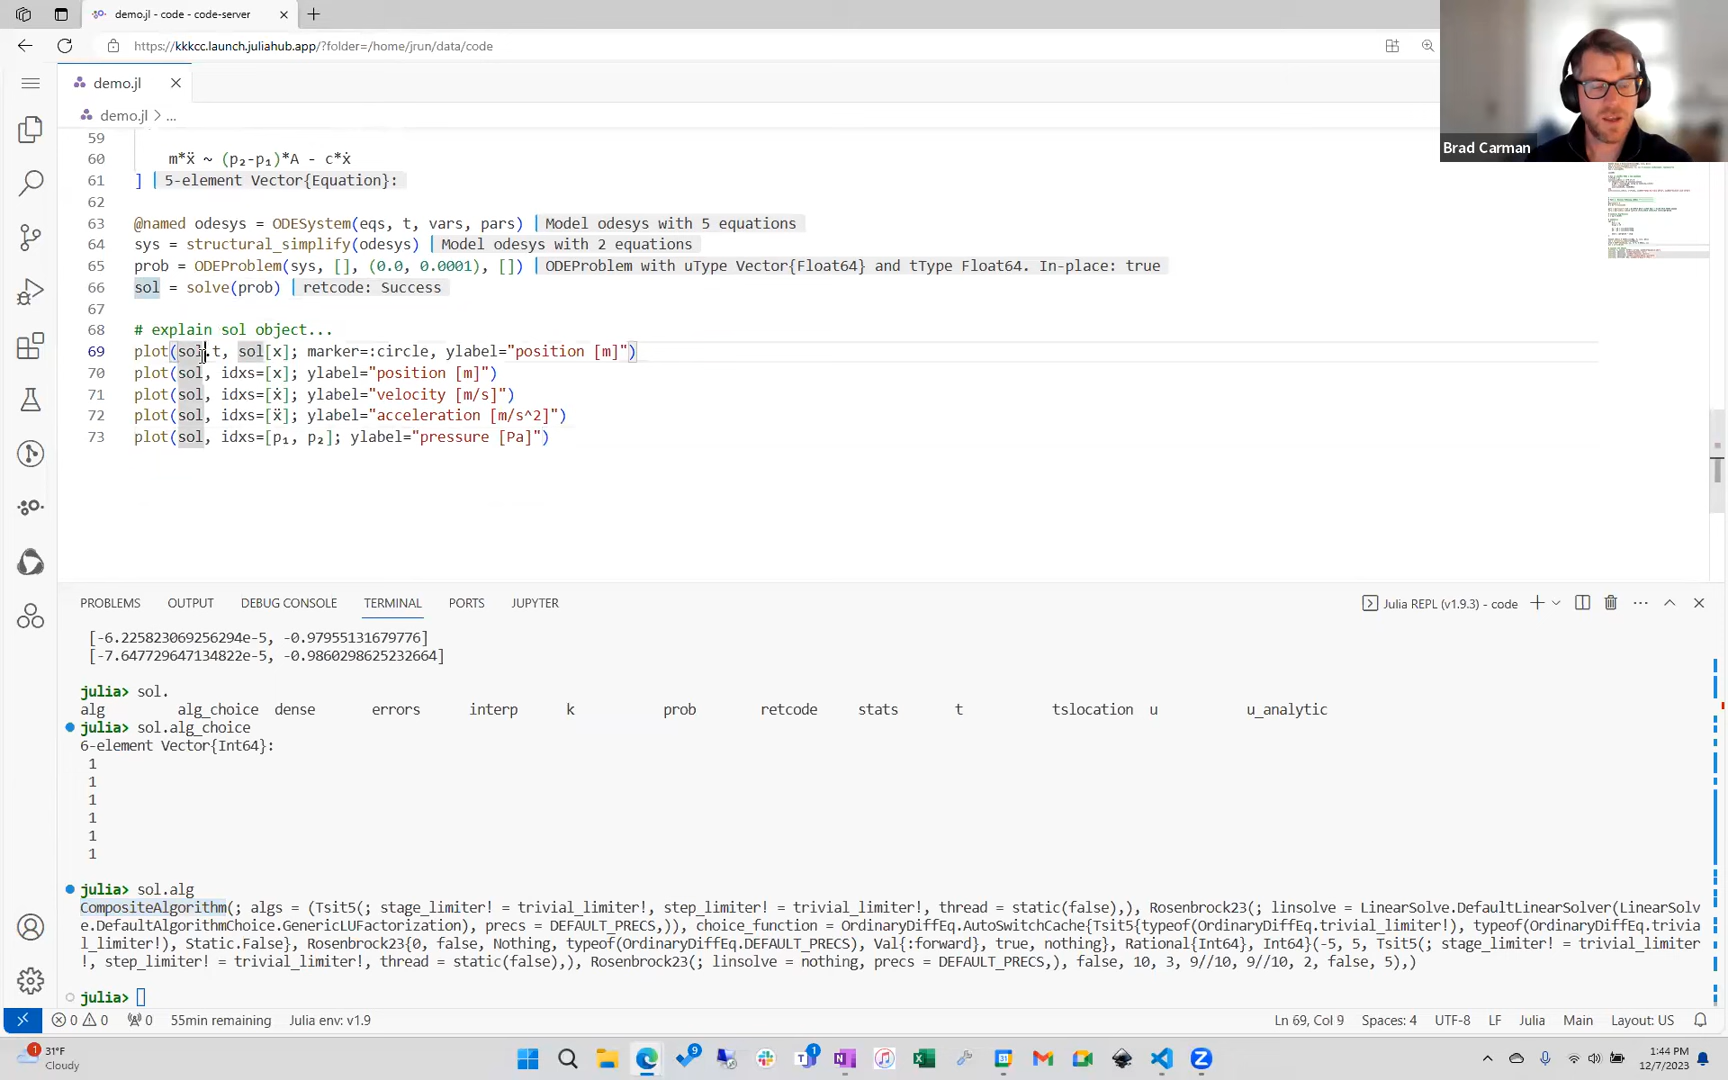 demo.jl - code - code-server
https://kkkcc.launch.juliahub.app/?folder=/home/jrun/data/code
demo.jl
demo.jl > ...
Brad Carman
59
60 m*ẍ ~ (p₂-p₁)*A - c*ẋ
61 ] 5-element Vector{Equation}:
62
63 @named odesys = ODESystem(eqs, t, vars, pars) Model odesys with 5 equations
64 sys = structural_simplify(odesys) Model odesys with 2 equations
65 prob = ODEProblem(sys, [], (0.0, 0.0001), []) ODEProblem with uType Vector{Float64} and tType Float64. In-place: true
66 sol = solve(prob) retcode: Success
67
68 # explain sol object...
69 plot(sol.t, sol[x]; marker=:circle, ylabel="position [m]")
70 plot(sol, idxs=[x]; ylabel="position [m]")
71 plot(sol, idxs=[ẋ]; ylabel="velocity [m/s]")
72 plot(sol, idxs=[ẍ]; ylabel="acceleration [m/s^2]")
73 plot(sol, idxs=[p₁, p₂]; ylabel="pressure [Pa]")
PROBLEMS OUTPUT DEBUG CONSOLE TERMINAL PORTS JUPYTER
Julia REPL (v1.9.3) - code
[-6.225823069256294e-5, -0.97955131679776]
[-7.647729647134822e-5, -0.9860298625232664]
julia> sol.
alg alg_choice dense errors interp k prob retcode stats t tslocation u u_analytic
julia> sol.alg_choice
6-element Vector{Int64}:
1
1
1
1
1
1
julia> sol.alg
CompositeAlgorithm(; algs = (Tsit5(; stage_limiter! = trivial_limiter!, step_limiter! = trivial_limiter!, thread = static(false),), Rosenbrock23(; linsolve = LinearSolve.DefaultLinearSolver(LinearSolv
e.DefaultAlgorithmChoice.GenericLUFactorization), precs = DEFAULT_PRECS,)), choice_function = OrdinaryDiffEq.AutoSwitchCache{Tsit5{typeof(OrdinaryDiffEq.trivial_limiter!), typeof(OrdinaryDiffEq.trivia
l_limiter!), Static.False}, Rosenbrock23{0, false, Nothing, typeof(OrdinaryDiffEq.DEFAULT_PRECS), Val{:forward}, true, nothing}, Rational{Int64}, Int64}(-5, 5, Tsit5(; stage_limiter! = trivial_limiter
!, step_limiter! = trivial_limiter!, thread = static(false),), Rosenbrock23(; linsolve = nothing, precs = DEFAULT_PRECS,), false, 10, 3, 9//10, 9//10, 2, false, 5),)
julia>
0 0 0 55min remaining Julia env: v1.9 Ln 69, Col 9 Spaces: 4 UTF-8 LF Julia Main Layout: US
1 31°F
Cloudy
9
1
1:44 PM
12/7/2023